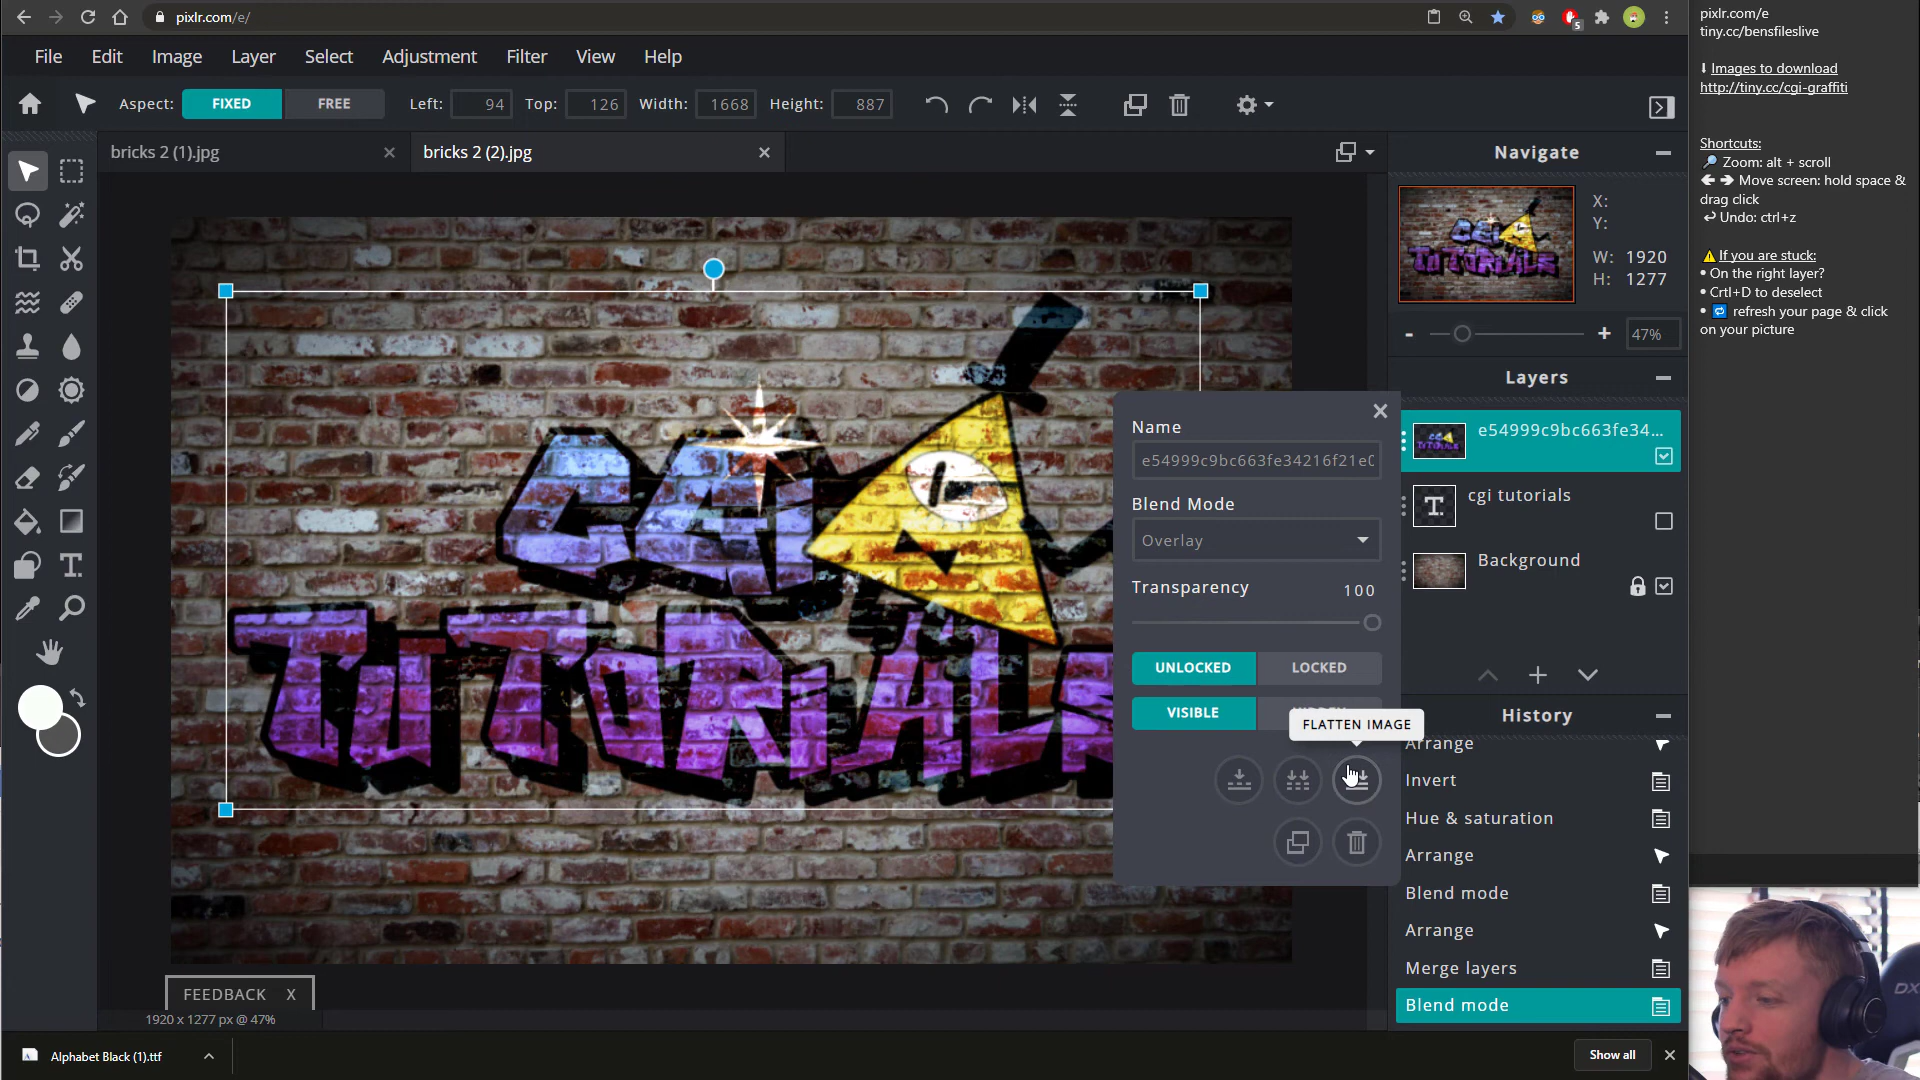 pixlr.com/e/
5
File Edit Image Layer Select Adjustment Filter View Help
Aspect: FIXED FREE Left: 94 Top: 126 Width: 1668 Height: 887
bricks 2 (1).jpg
bricks 2 (2).jpg
CGI
TUTORIALS
Name
e54999c9bc663fe34216f21e0
Blend Mode
Overlay
Transparency 100
UNLOCKED LOCKED
VISIBLE
FLATTEN IMAGE
FEEDBACK X
1920 x 1277 px @ 47%
Alphabet Black (1).ttf
Show all
Navigate
X:
Y:
W: 1920
H: 1277
- + 47%
Layers
e54999c9bc663fe34...
T. cgi tutorials
Background
History
Arrange
Invert
Hue & saturation
Arrange
Blend mode
Arrange
Merge layers
Blend mode
pixlr.com/e
tiny.cc/bensfileslive
⬇ Images to download
http://tiny.cc/cgi-graffiti
Shortcuts:
🔎 Zoom: alt + scroll
🡄 🡆 Move screen: hold space &
drag click
↩ Undo: ctrl+z
⚠ If you are stuck:
• On the right layer?
• Crtl+D to deselect
• 🔁 refresh your page & click
on your picture
DX